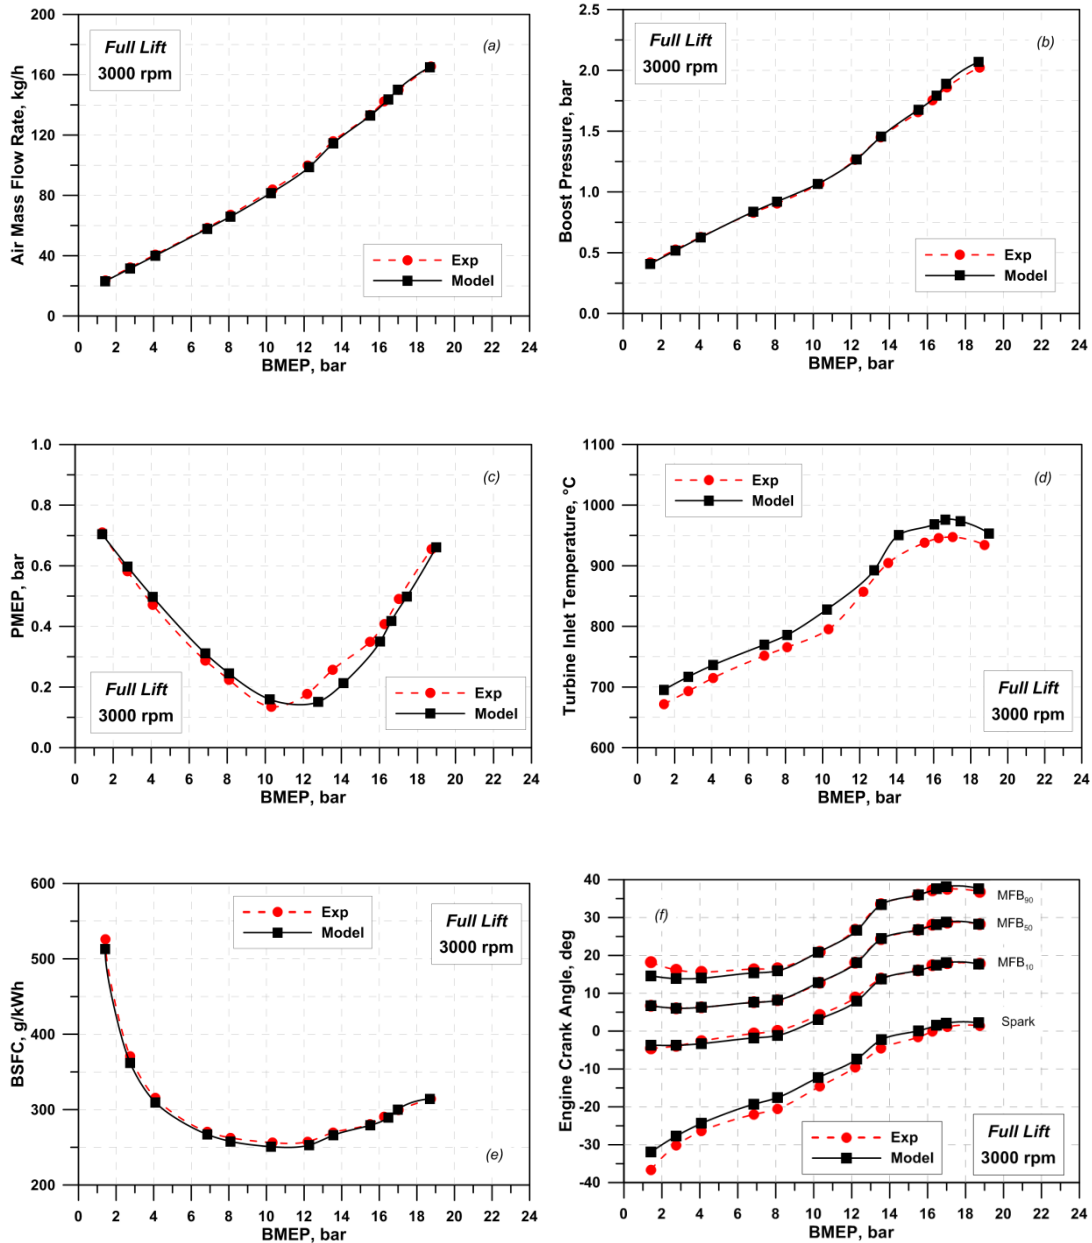 Full Lift
3000 rpm
(a)
Air Mass Flow Rate, kg/h
200
160
120
80
40
0
Exp
Model
0 2 4 6 8 10 12 14 16 18 20 22 24
BMEP, bar
Full Lift
3000 rpm
(b)
Boost Pressure, bar
2.5
2.0
1.5
1.0
0.5
0.0
Exp
Model
0 2 4 6 8 10 12 14 16 18 20 22 24
BMEP, bar
(c)
PMEP, bar
1.0
0.8
0.6
0.4
0.2
0.0
Full Lift
3000 rpm
Exp
Model
0 2 4 6 8 10 12 14 16 18 20 22 24
BMEP, bar
Exp
Model
(d)
Turbine Inlet Temperature, °C
1100
1000
900
800
700
600
Full Lift
3000 rpm
0 2 4 6 8 10 12 14 16 18 20 22 24
BMEP, bar
Exp
Model
Full Lift
3000 rpm
BSFC, g/kWh
600
500
400
300
200
(e)
0 2 4 6 8 10 12 14 16 18 20 22 24
BMEP, bar
(f)
Engine Crank Angle, deg
40
30
20
10
0
-10
-20
-30
-40
MFB90
MFB50
MFB10
Spark
Exp
Model
Full Lift
3000 rpm
0 2 4 6 8 10 12 14 16 18 20 22 24
BMEP, bar